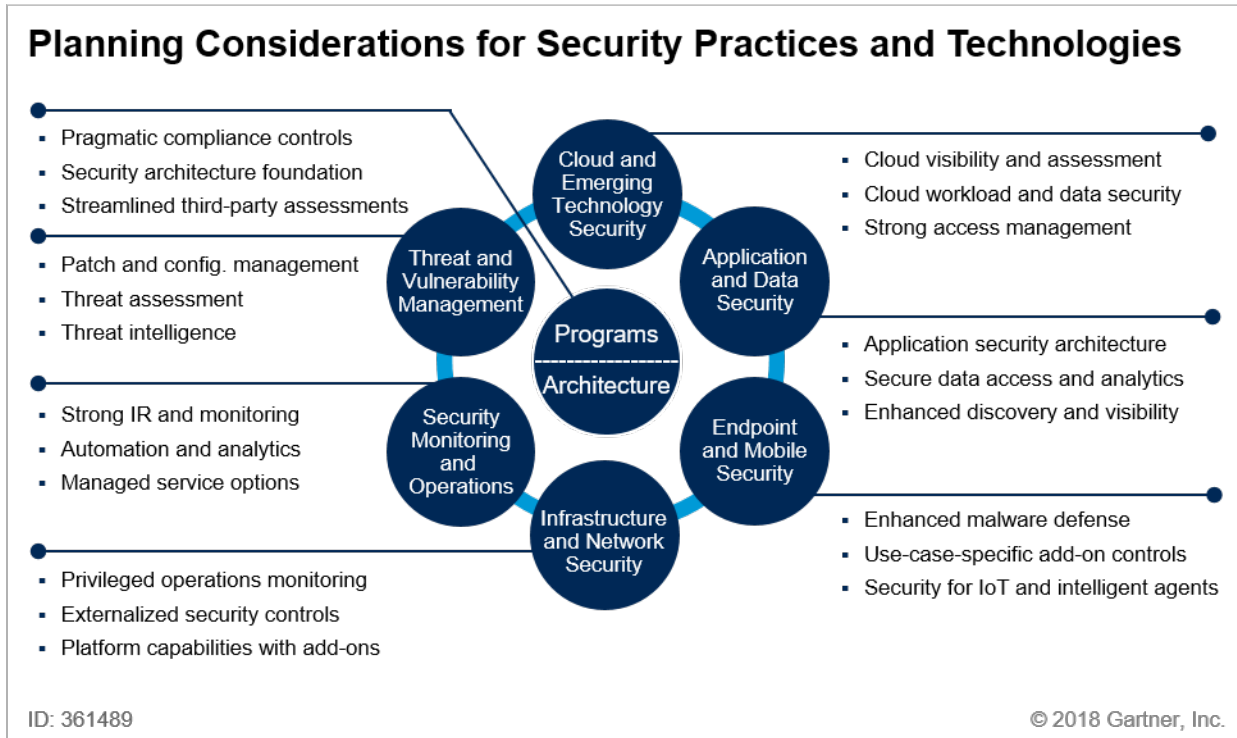 Planning Considerations for Security Practices and Technologies
▪ Pragmatic compliance controls
▪ Security architecture foundation
▪ Streamlined third-party assessments
▪ Patch and config. management
▪ Threat assessment
▪ Threat intelligence
▪ Strong IR and monitoring
▪ Automation and analytics
▪ Managed service options
▪ Privileged operations monitoring
▪ Externalized security controls
▪ Platform capabilities with add-ons
Cloud and
Emerging
Technology
Security
Threat and
Vulnerability
Management
Application
and Data
Security
Programs
Architecture
Security
Monitoring
and
Operations
Endpoint
and Mobile
Security
Infrastructure
and Network
Security
▪ Cloud visibility and assessment
▪ Cloud workload and data security
▪ Strong access management
▪ Application security architecture
▪ Secure data access and analytics
▪ Enhanced discovery and visibility
▪ Enhanced malware defense
▪ Use-case-specific add-on controls
▪ Security for IoT and intelligent agents
ID: 361489
© 2018 Gartner, Inc.